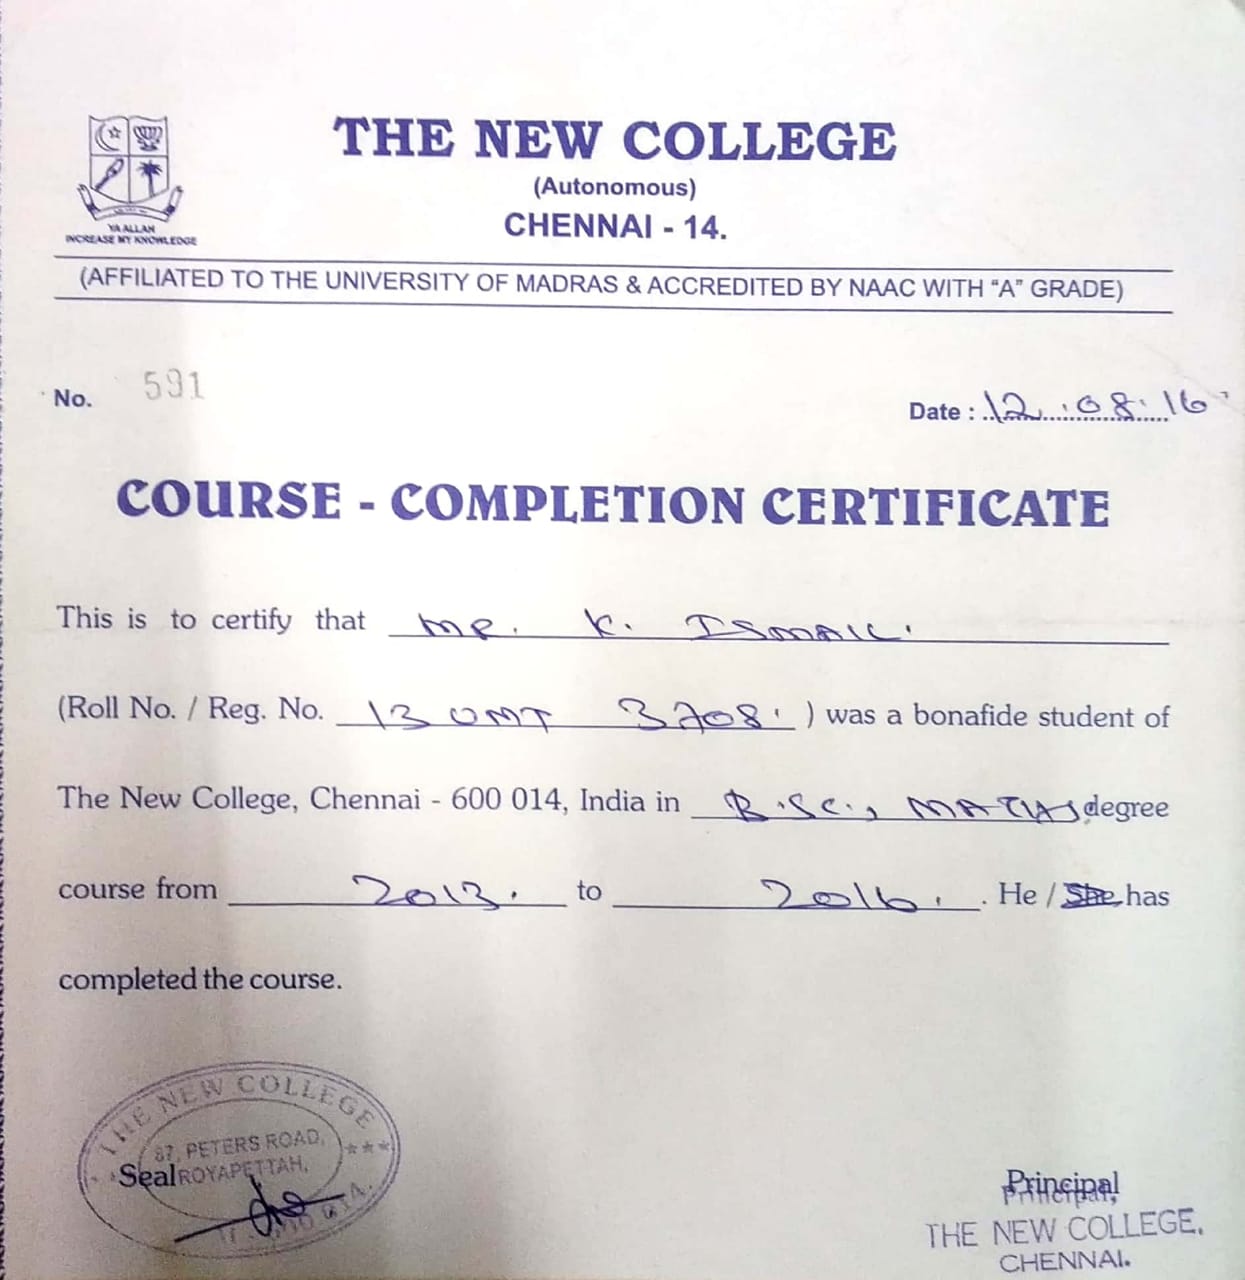 YA ALLAH
INCREASE MY KNOWLEDGE
THE NEW COLLEGE
(Autonomous)
CHENNAI - 14.
(AFFILIATED TO THE UNIVERSITY OF MADRAS & ACCREDITED BY NAAC WITH “A” GRADE)
No. 591
Date : 12.08.16
COURSE - COMPLETION CERTIFICATE
This is to certify that MR. K. ISMAIL.
(Roll No. / Reg. No. 13 UMT 3708. ) was a bonafide student of
The New College, Chennai - 600 014, India in B.Sc., MATHS degree
course from 2013. to 2016. . He / She has
completed the course.
THE NEW COLLEGE
87, PETERS ROAD,
ROYAPETTAH,
Seal
Principal
Principal,
THE NEW COLLEGE,
CHENNAI.